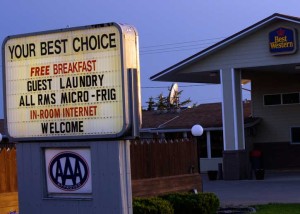 YOUR BEST CHOICE
FREE BREAKFAST
GUEST LAUNDRY
ALL RMS MICRO-FRIG
IN-ROOM INTERNET
WELCOME
AAA
Best
Western